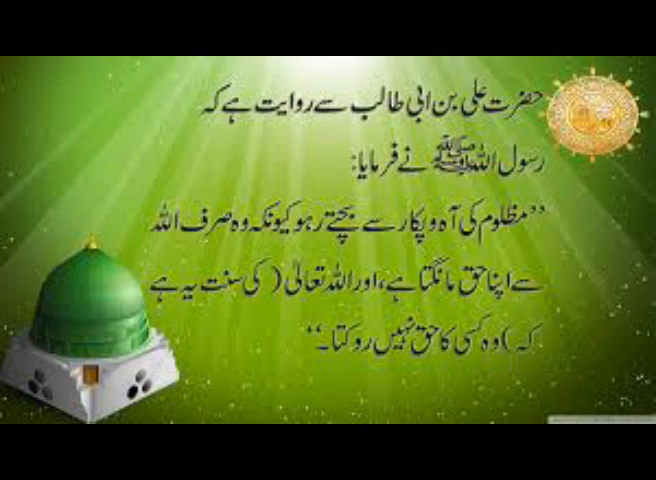 حضرت علی بن ابی طالب سے روایت ہے کہ
رسول اللہ ﷺ نے فرمایا:
”مظلوم کی آہ و پکار سے بچتے رہو کیونکہ وہ صرف اللہ
سے اپنا حق مانگتا ہے، اور اللہ تعالیٰ (کی سنت یہ ہے
کہ) وہ کسی کا حق نہیں روکتا۔“